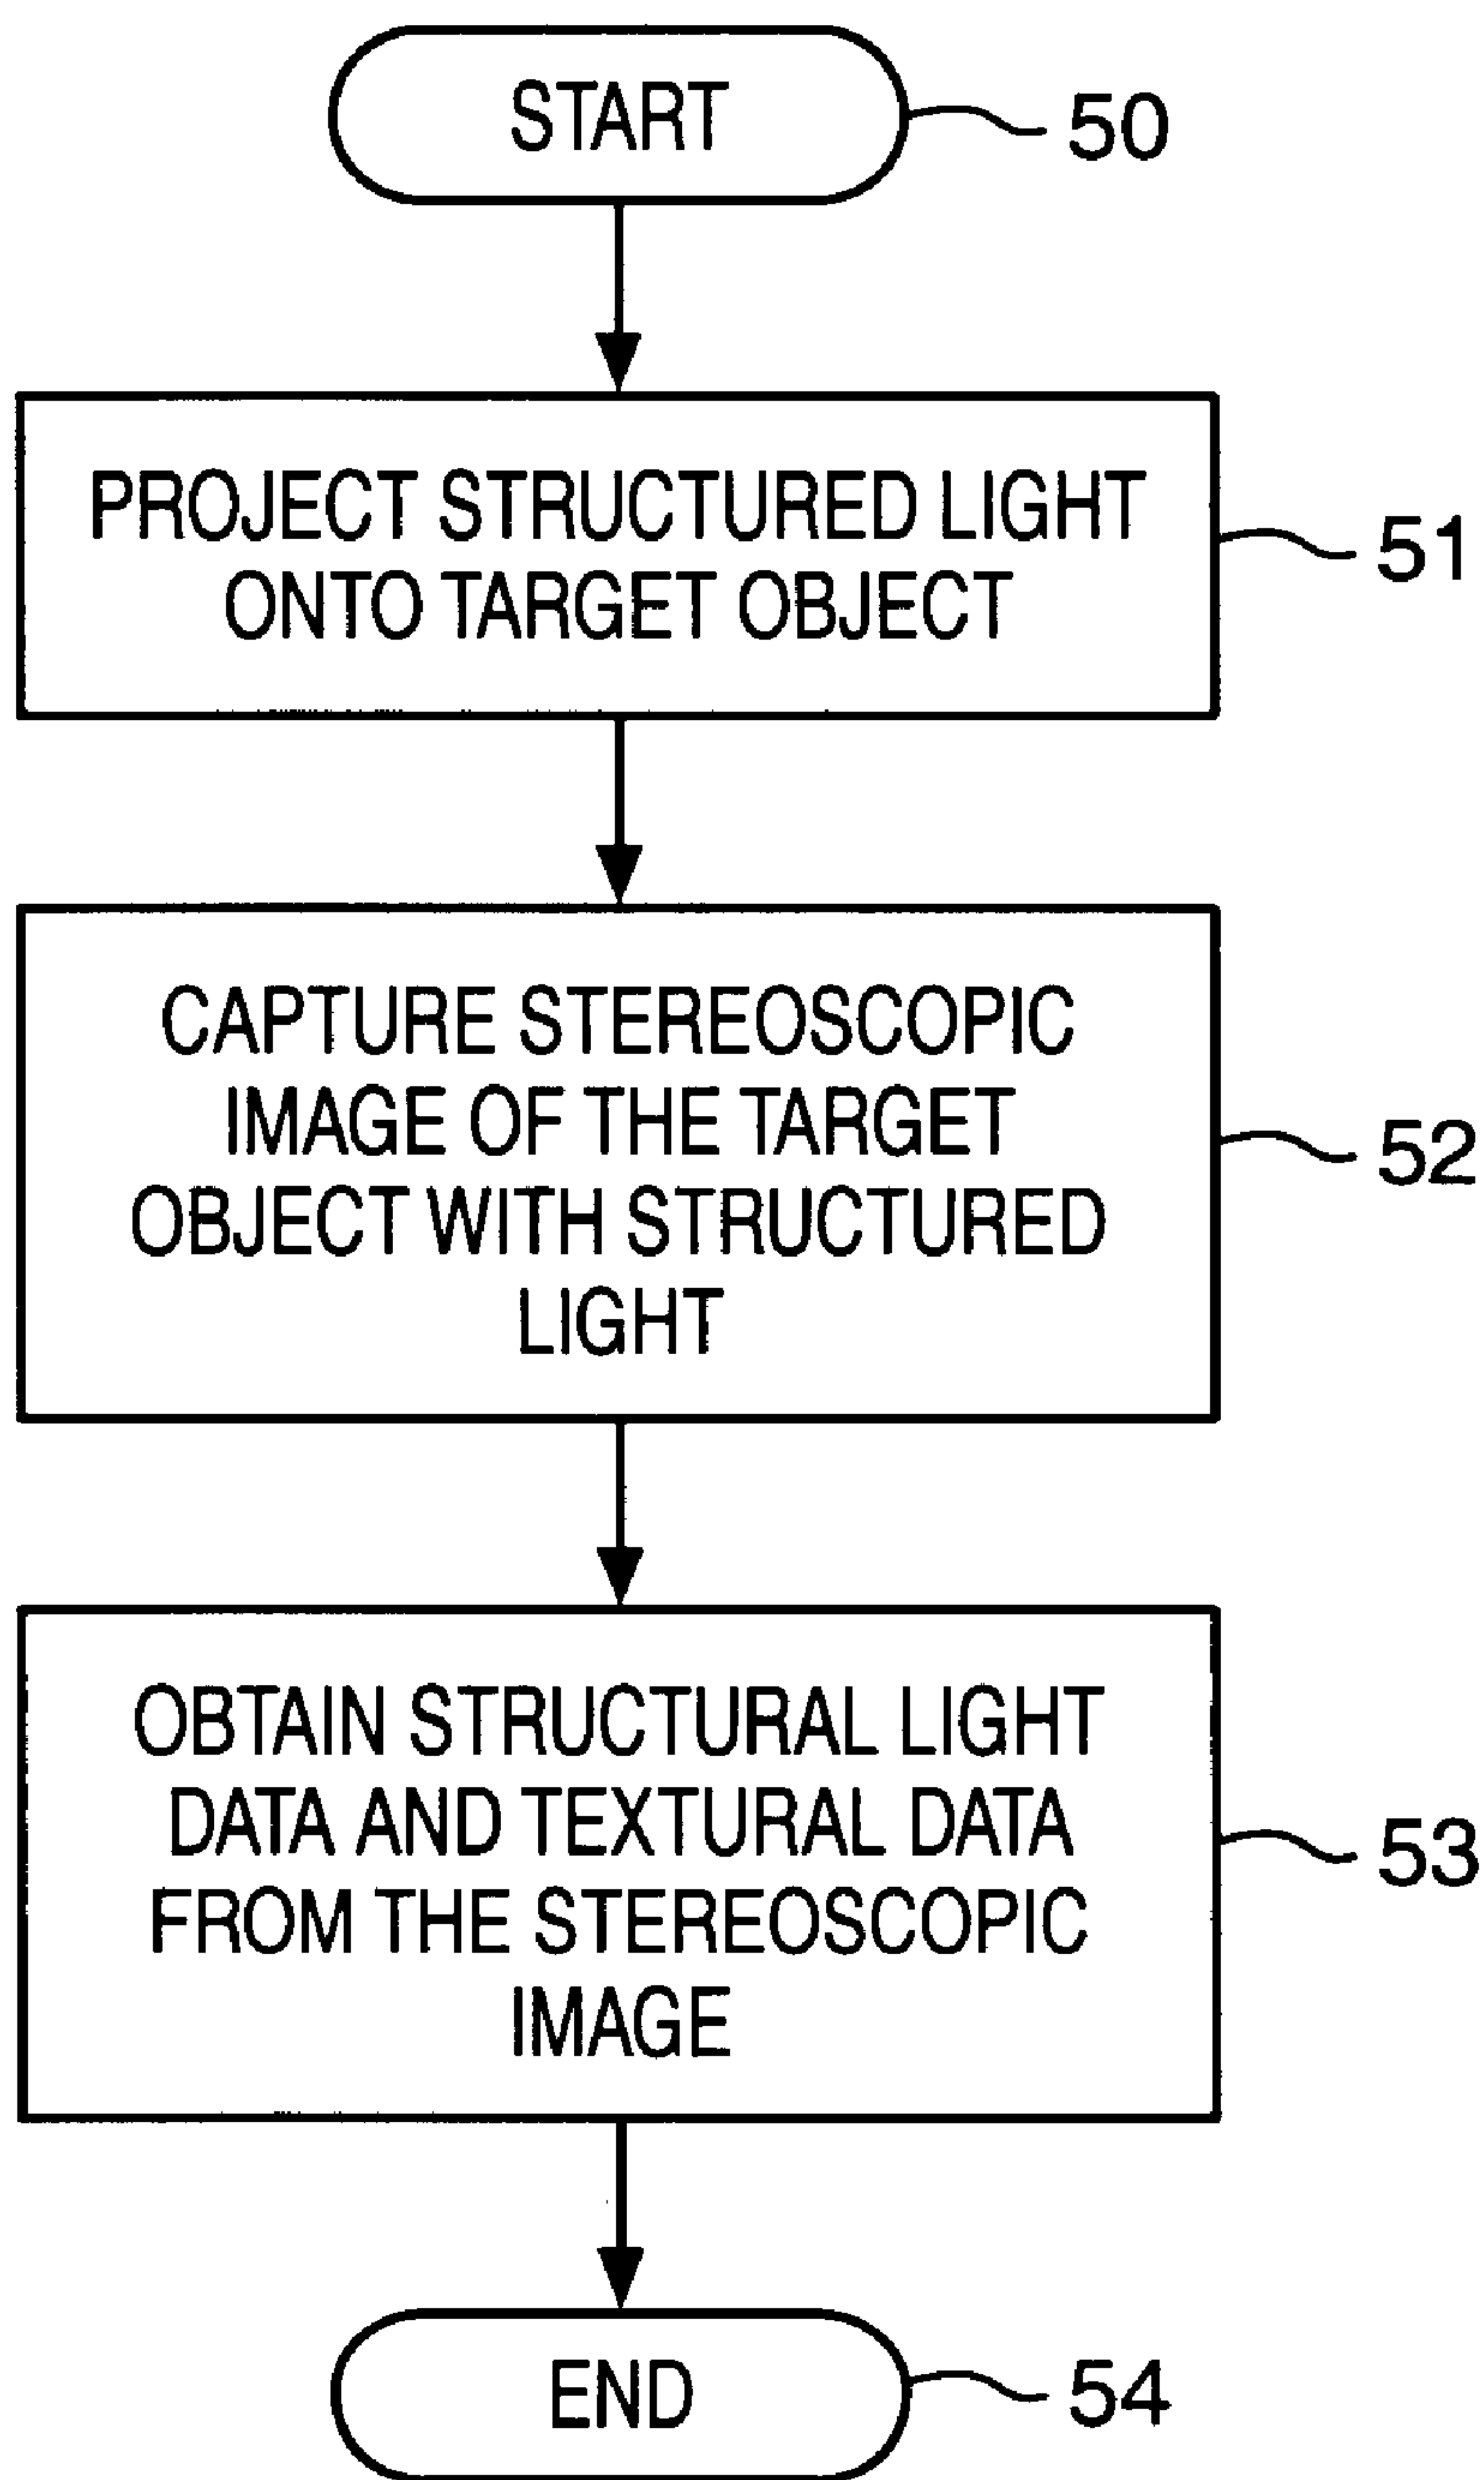 START
50
PROJECT STRUCTURED LIGHT
ONTO TARGET OBJECT
51
CAPTURE STEREOSCOPIC
IMAGE OF THE TARGET
OBJECT WITH STRUCTURED
LIGHT
52
OBTAIN STRUCTURAL LIGHT
DATA AND TEXTURAL DATA
FROM THE STEREOSCOPIC
IMAGE
53
END
54